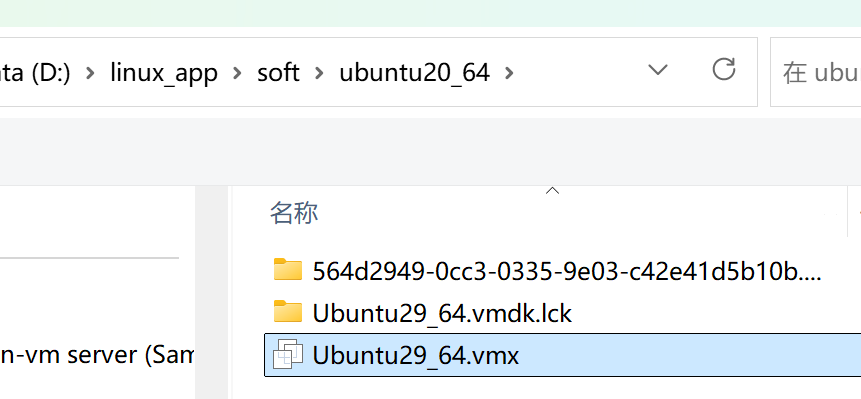 ta (D:) > linux_app > soft > ubuntu20_64 >
在 ubu
名称
564d2949-0cc3-0335-9e03-c42e41d5b10b....
Ubuntu29_64.vmdk.lck
n-vm server (Sam
Ubuntu29_64.vmx